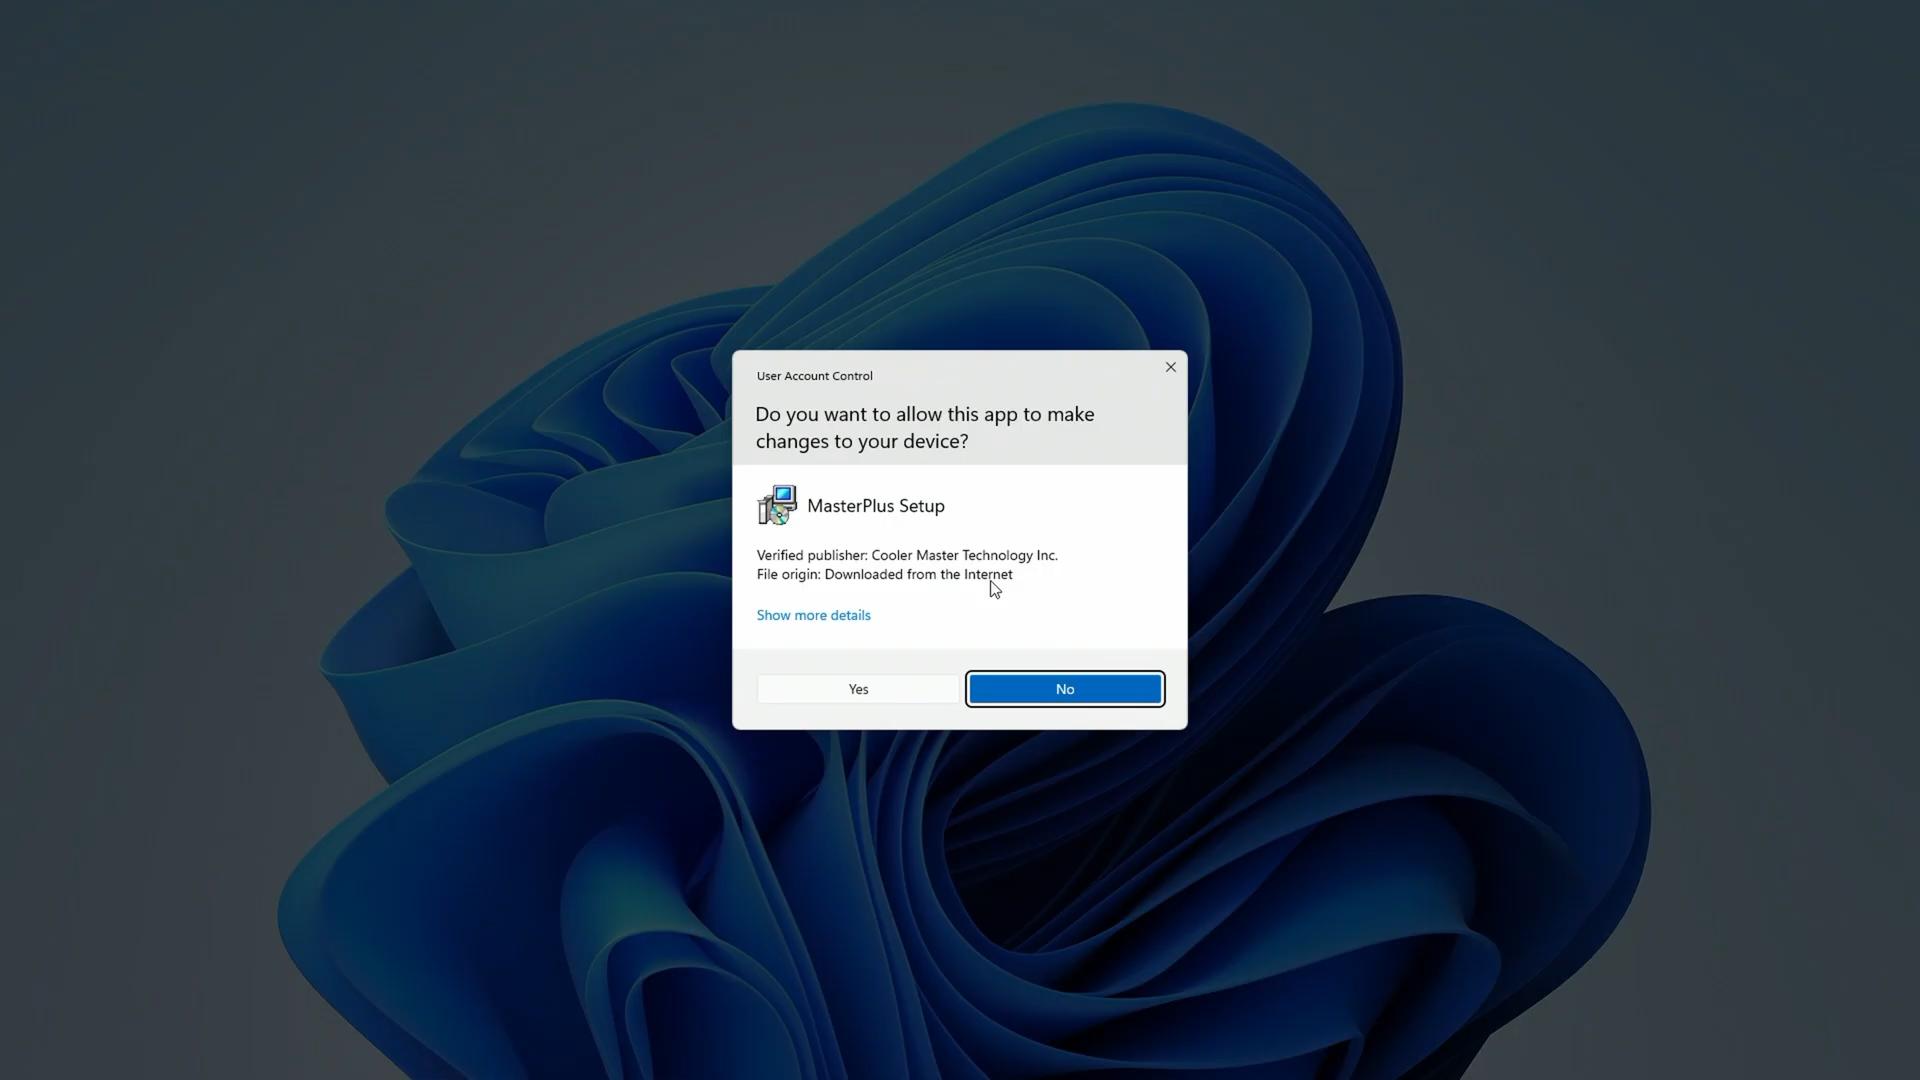 User Account Control
Do you want to allow this app to make
changes to your device?
MasterPlus Setup
Verified publisher: Cooler Master Technology Inc.
File origin: Downloaded from the Internet
Show more details
Yes
No